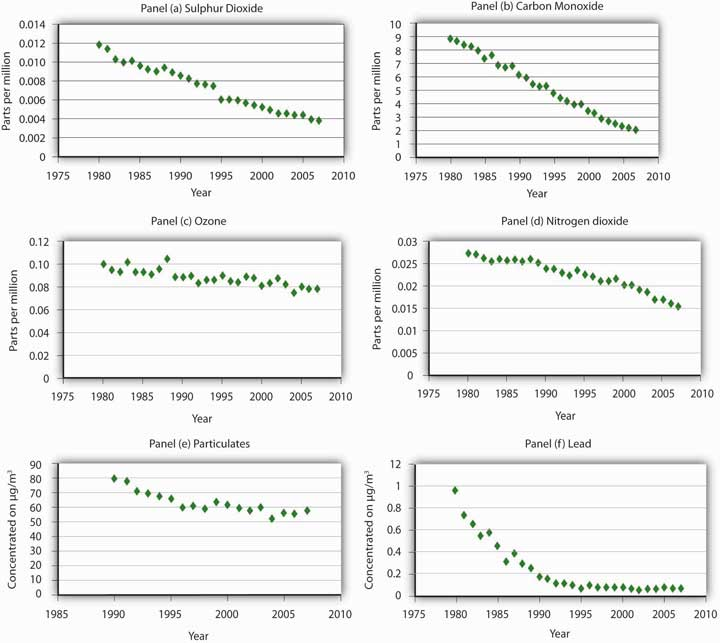 Panel (a) Sulphur Dioxide
Parts per million
0.014
0.012
0.010
0.008
0.006
0.004
0.002
0
1975 1980 1985 1990 1995 2000 2005 2010
Year
Panel (b) Carbon Monoxide
Parts per million
10
9
8
7
6
5
4
3
2
1
0
1975 1980 1985 1990 1995 2000 2005 2010
Year
Panel (c) Ozone
Parts per million
0.12
0.10
0.08
0.06
0.04
0.02
0
1975 1980 1985 1990 1995 2000 2005 2010
Year
Panel (d) Nitrogen dioxide
Parts per million
0.03
0.025
0.02
0.015
0.01
0.005
0
1975 1980 1985 1990 1995 2000 2005 2010
Year
Panel (e) Particulates
Concentrated on µg/m³
90
80
70
60
50
40
30
20
10
0
1985 1990 1995 2000 2005 2010
Year
Panel (f) Lead
Concentrated on µg/m³
1.2
1
0.8
0.6
0.4
0.2
0
1975 1980 1985 1990 1995 2000 2005 2010
Year